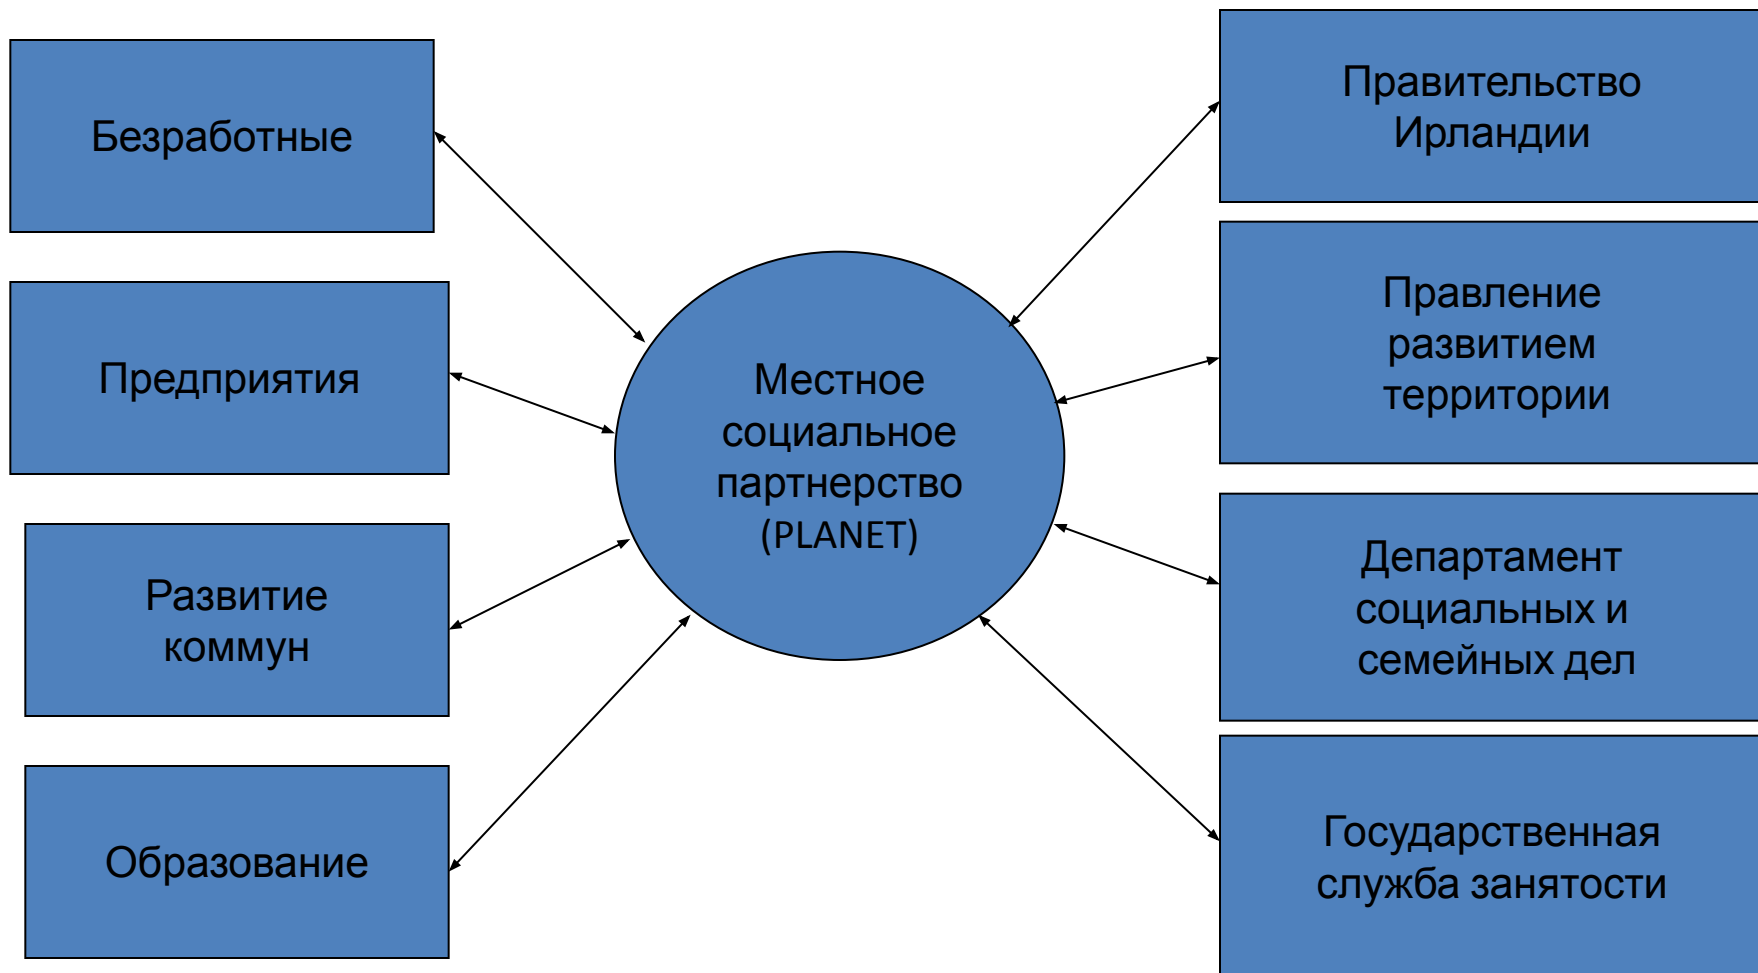 Безработные
Предприятия
Развитие
коммун
Образование
Местное
социальное
партнерство
(PLANET)
Правительство
Ирландии
Правление
развитием
территории
Департамент
социальных и
семейных дел
Государственная
служба занятости